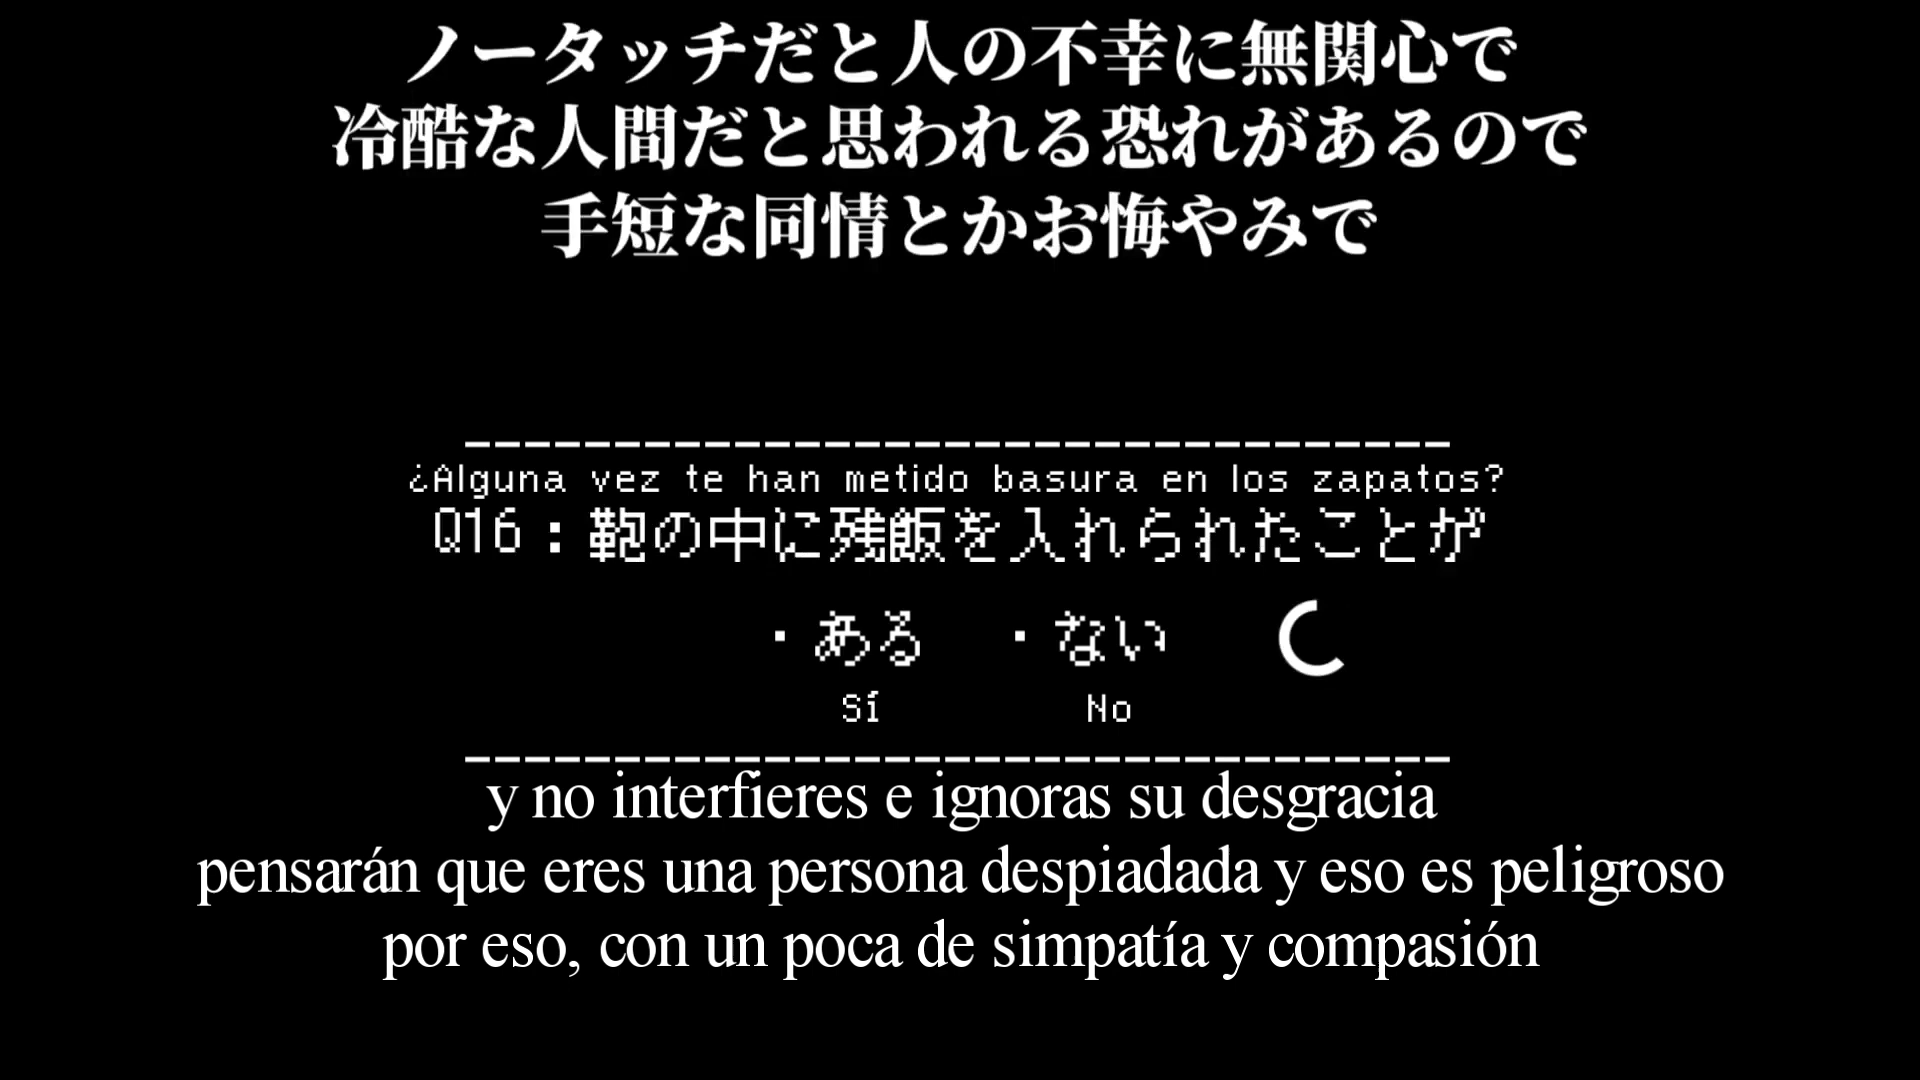 ノータッチだと人の不幸に無関心で
冷酷な人間だと思われる恐れがあるので
手短な同情とかお悔やみで
¿Alguna vez te han metido basura en los zapatos?
Q16：鞄の中に残飯を入れられたことが
・ある ・ない
Sí No
y no interfieres e ignoras su desgracia
pensarán que eres una persona despiadada y eso es peligroso
por eso, con un poca de simpatía y compasión